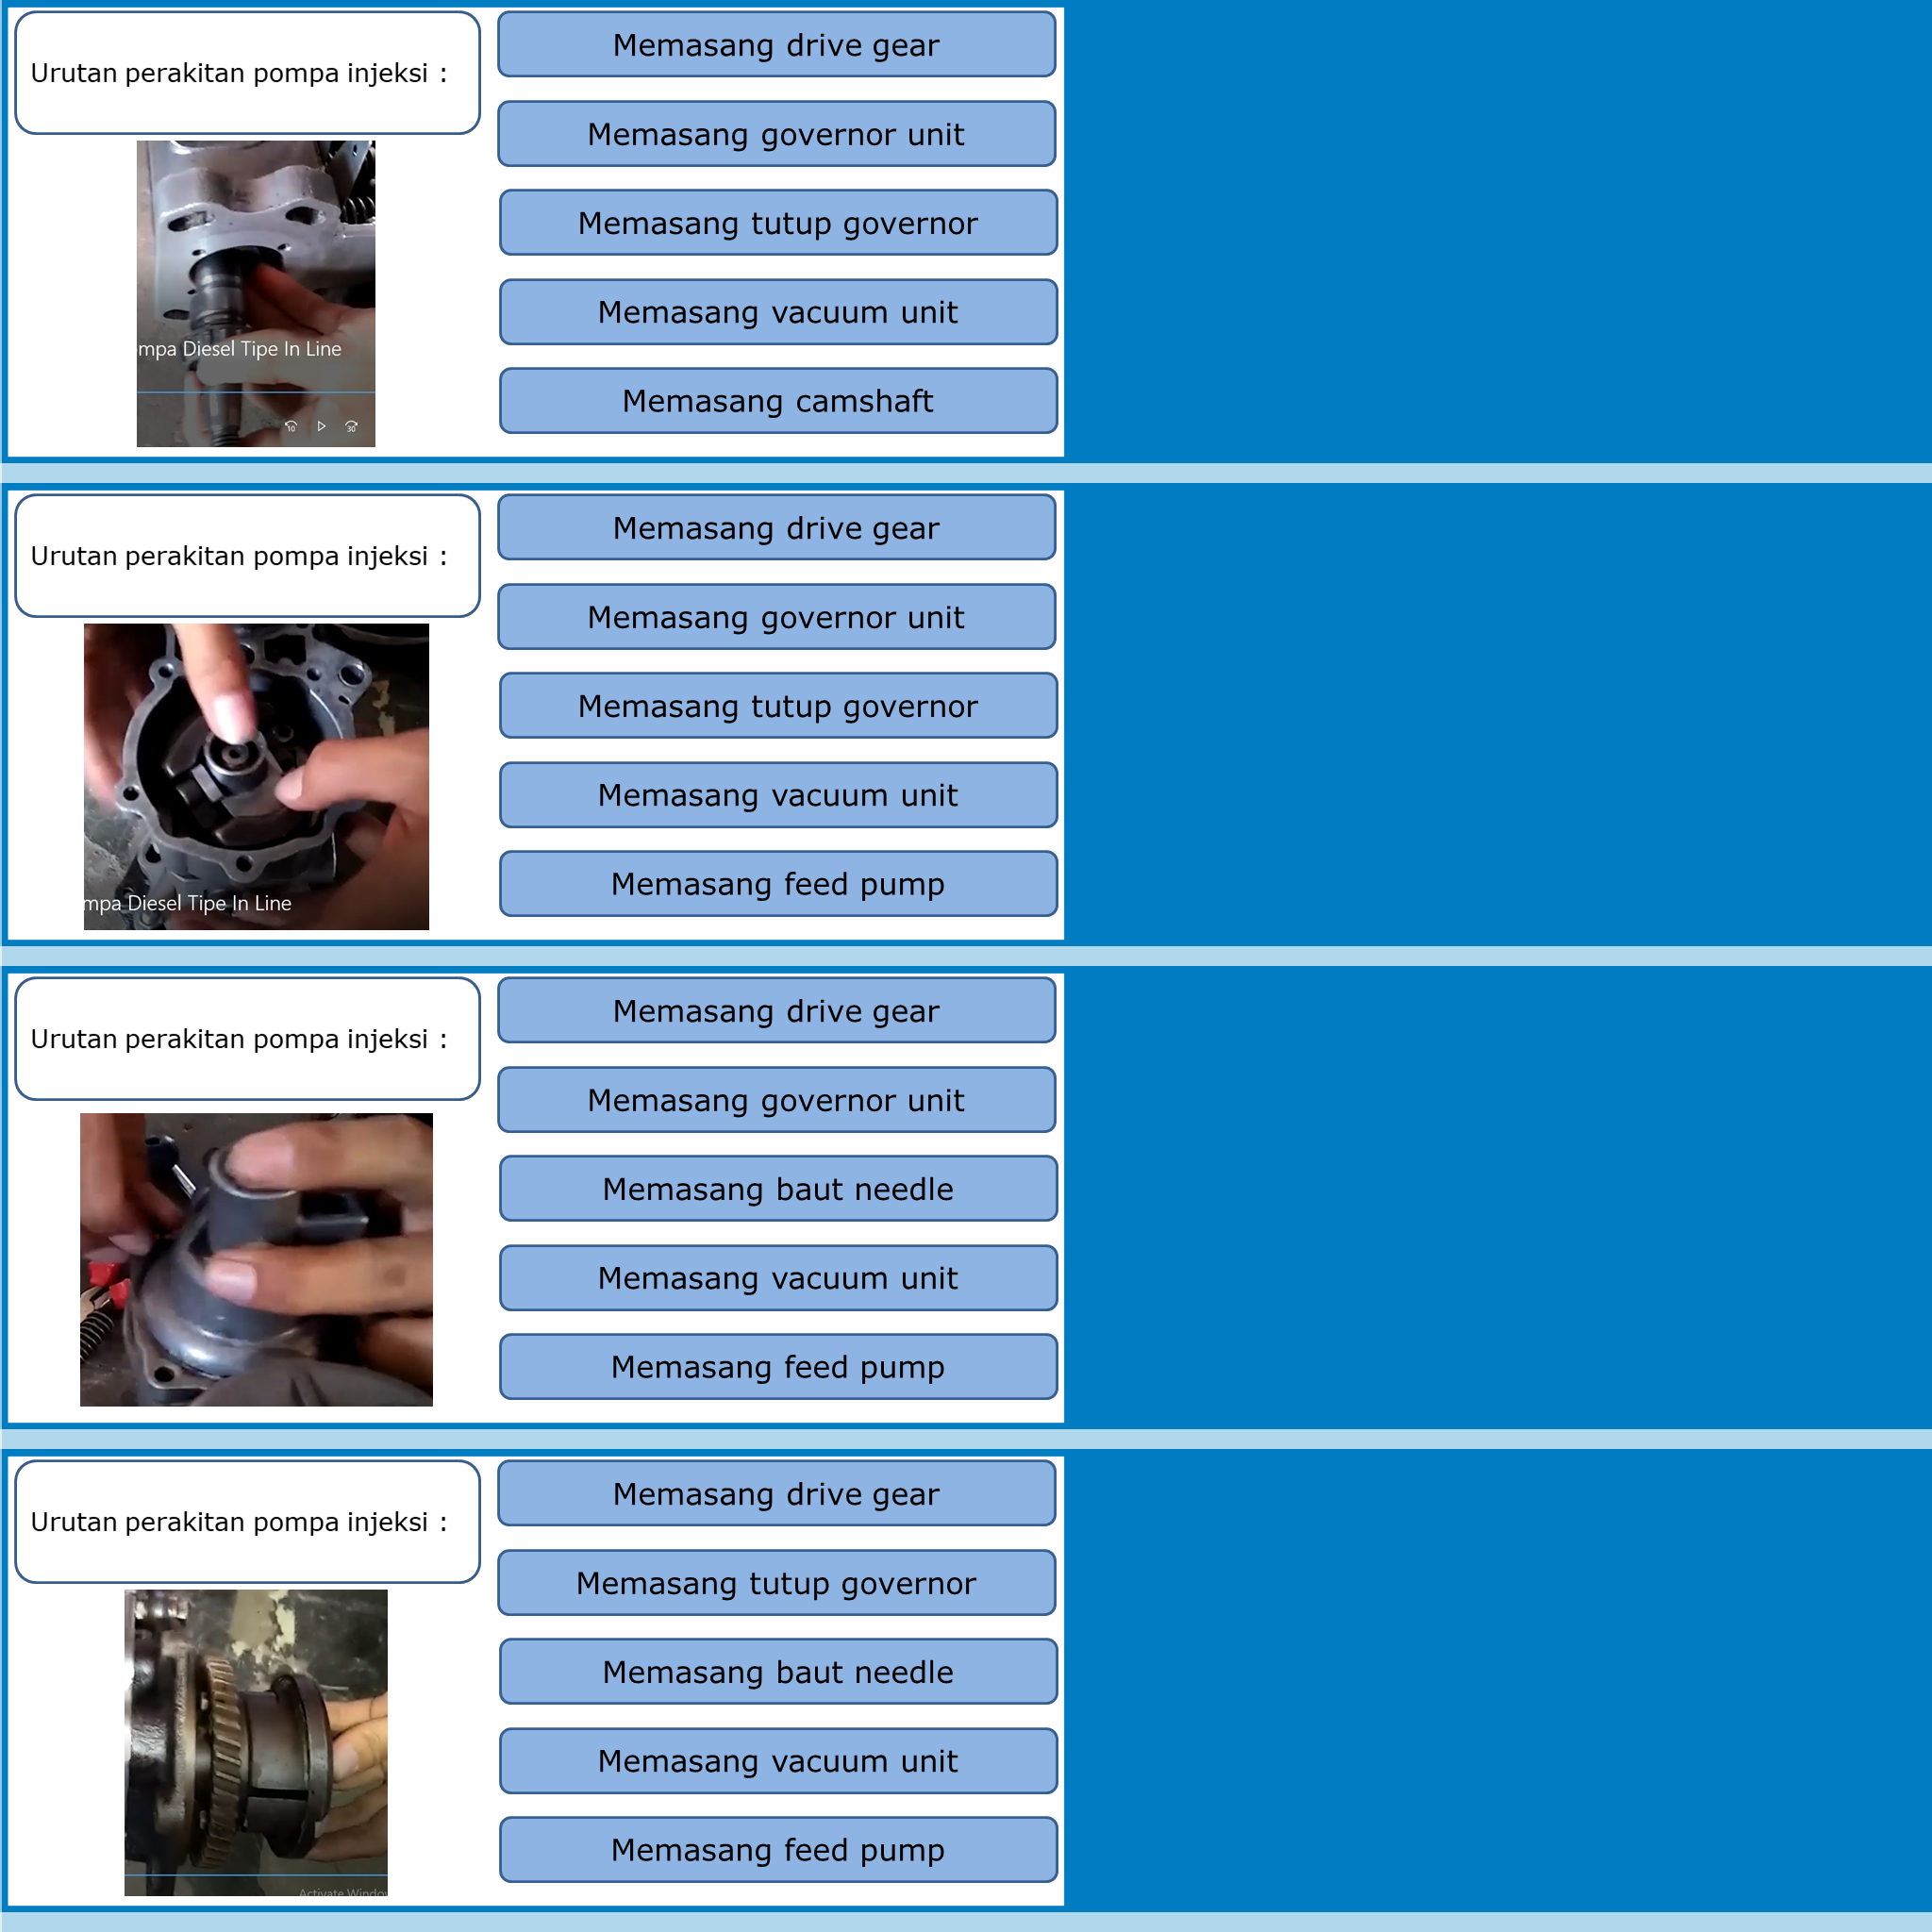 Urutan perakitan pompa injeksi :
Memasang drive gear
Memasang governor unit
Memasang tutup governor
Memasang vacuum unit
Memasang camshaft
mpa Diesel Tipe In Line
10
30
Urutan perakitan pompa injeksi :
Memasang drive gear
Memasang governor unit
Memasang tutup governor
Memasang vacuum unit
Memasang feed pump
mpa Diesel Tipe In Line
Urutan perakitan pompa injeksi :
Memasang drive gear
Memasang governor unit
Memasang baut needle
Memasang vacuum unit
Memasang feed pump
Urutan perakitan pompa injeksi :
Memasang drive gear
Memasang tutup governor
Memasang baut needle
Memasang vacuum unit
Memasang feed pump
Activate Windo